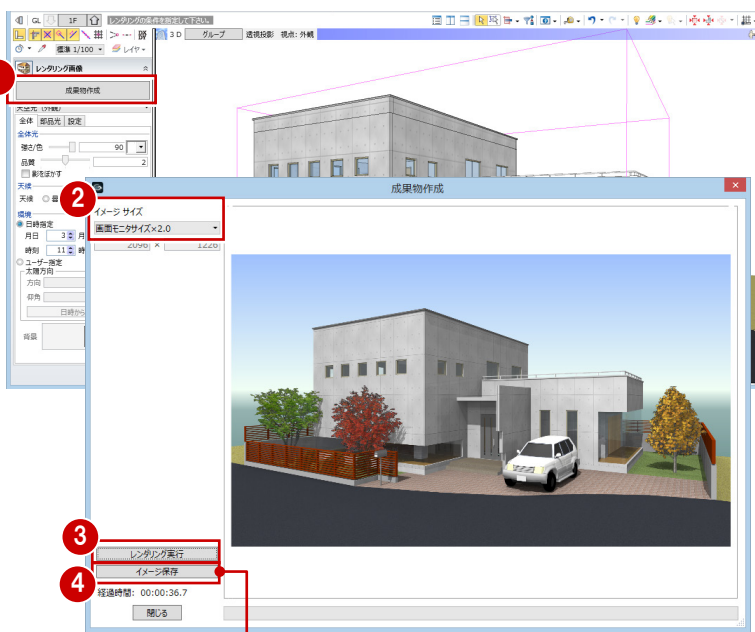 GL 1F レンダリングの条件を指定して下さい。
3D グループ 透視投影 視点: 外観
標準 1/100 レイヤ
レンダリング画像
成果物作成
天空光 (外観)
全体 部品光 設定
全体光
強さ/色 90
品質 2
影をぼかす
天候
天候
環境
日時指定
月日 3 月
時刻 11 時
ユーザー指定
太陽方向
方向
仰角
日時から
背景
成果物作成
2
イメージ サイズ
画面モニタサイズ×2.0
2096 × 1226
3
レンダリング実行
4
イメージ保存
経過時間: 00:00:36.7
閉じる